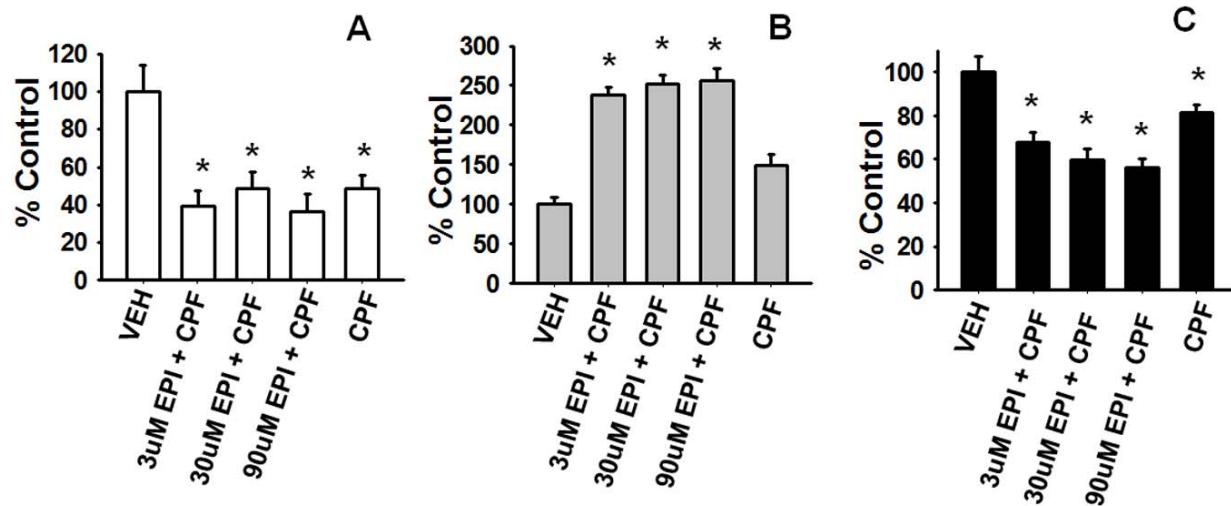 A
% Control
120
100
80
60
40
20
0
*
*
*
*
VEH
3uM EPI + CPF
30uM EPI + CPF
90uM EPI + CPF
CPF
B
% Control
300
250
200
150
100
50
0
*
*
*
VEH
3uM EPI + CPF
30uM EPI + CPF
90uM EPI + CPF
CPF
C
% Control
100
80
60
40
20
0
*
*
*
*
VEH
3uM EPI + CPF
30uM EPI + CPF
90uM EPI + CPF
CPF